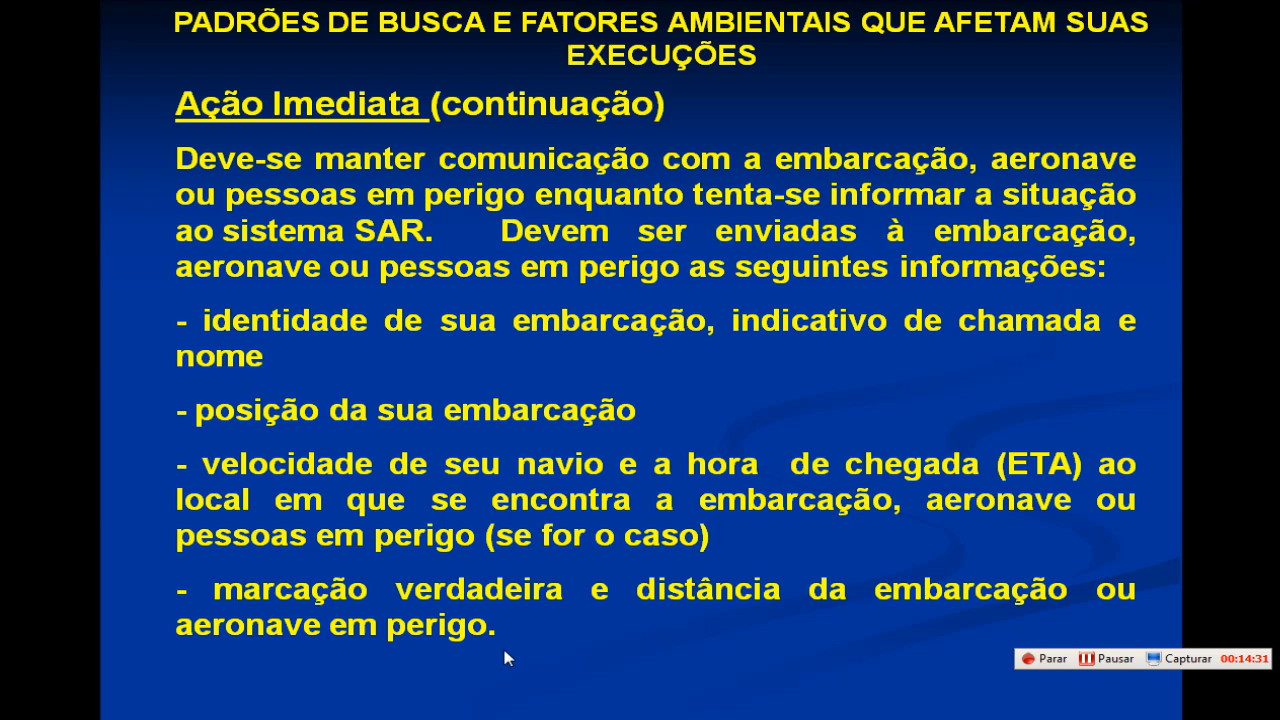 PADRÕES DE BUSCA E FATORES AMBIENTAIS QUE AFETAM SUAS
EXECUÇÕES
Ação Imediata (continuação)
Deve-se manter comunicação com a embarcação, aeronave
ou pessoas em perigo enquanto tenta-se informar a situação
ao sistema SAR. Devem ser enviadas à embarcação,
aeronave ou pessoas em perigo as seguintes informações:
- identidade de sua embarcação, indicativo de chamada e
nome
- posição da sua embarcação
- velocidade de seu navio e a hora de chegada (ETA) ao
local em que se encontra a embarcação, aeronave ou
pessoas em perigo (se for o caso)
- marcação verdadeira e distância da embarcação ou
aeronave em perigo.
Parar Pausar Capturar 00:14:31